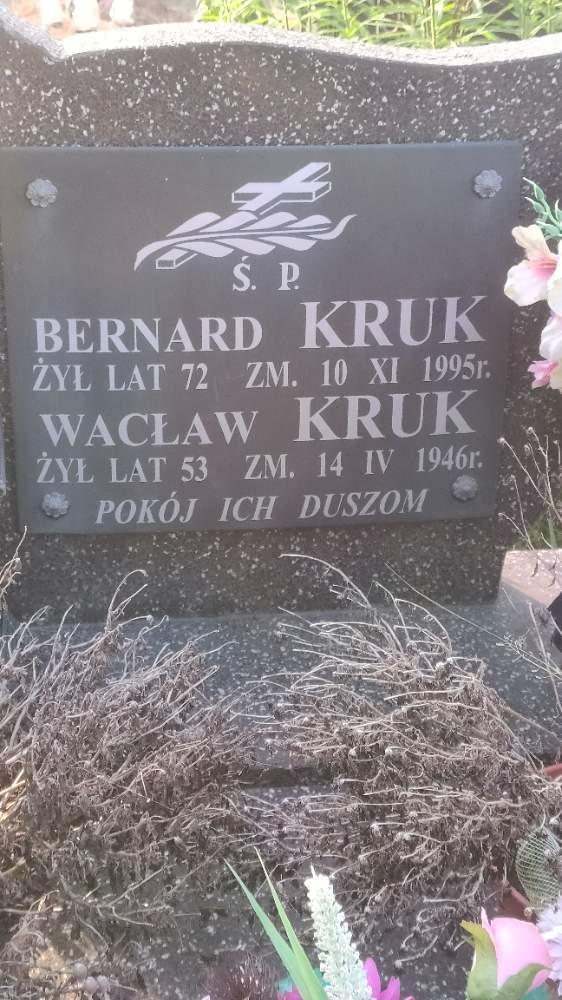 Ś. P.
BERNARD KRUK
ŻYŁ LAT 72 ZM. 10 XI 1995r.
WACŁAW KRUK
ŻYŁ LAT 53 ZM. 14 IV 1946r.
POKÓJ ICH DUSZOM